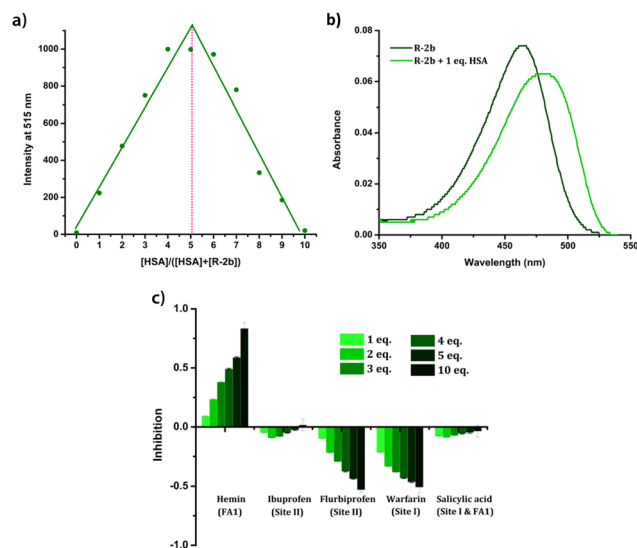 a)
1000
800
600
400
200
0
Intensity at 515 nm
0 1 2 3 4 5 6 7 8 9 10
[HSA]/([HSA]+[R-2b])
b)
0.08
0.06
0.04
0.02
0.00
Absorbance
R-2b
R-2b + 1 eq. HSA
350 400 450 500 550
Wavelength (nm)
c)
1.0
0.5
0.0
-0.5
-1.0
Inhibition
1 eq. 4 eq.
2 eq. 5 eq.
3 eq. 10 eq.
Hemin Ibuprofen Flurbiprofen Warfarin Salicylic acid
(FA1) (Site II) (Site II) (Site I) (Site I & FA1)